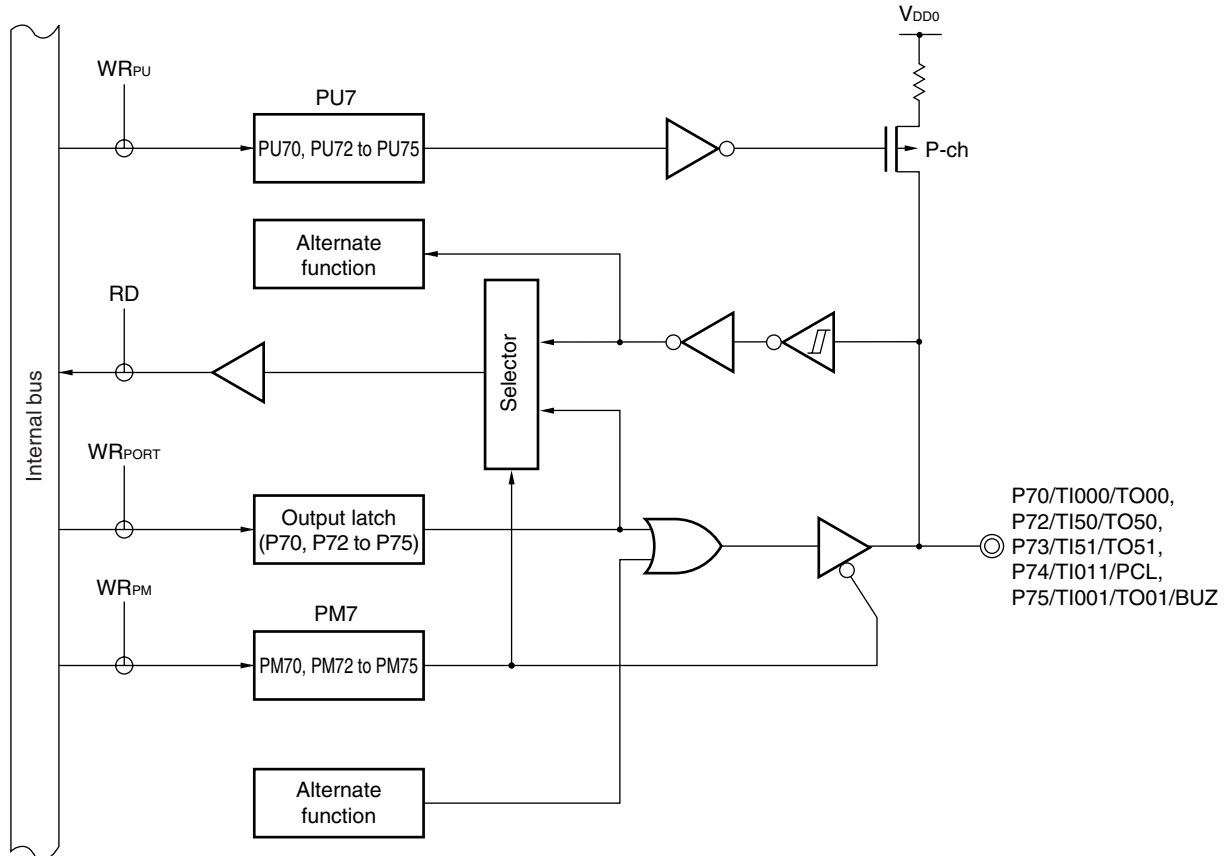 VDD0
WRPU
PU7
PU70, PU72 to PU75
P-ch
Alternate
function
RD
Selector
Internal bus
WRPORT
Output latch
(P70, P72 to P75)
P70/TI000/TO00,
P72/TI50/TO50,
P73/TI51/TO51,
P74/TI011/PCL,
P75/TI001/TO01/BUZ
WRPM
PM7
PM70, PM72 to PM75
Alternate
function